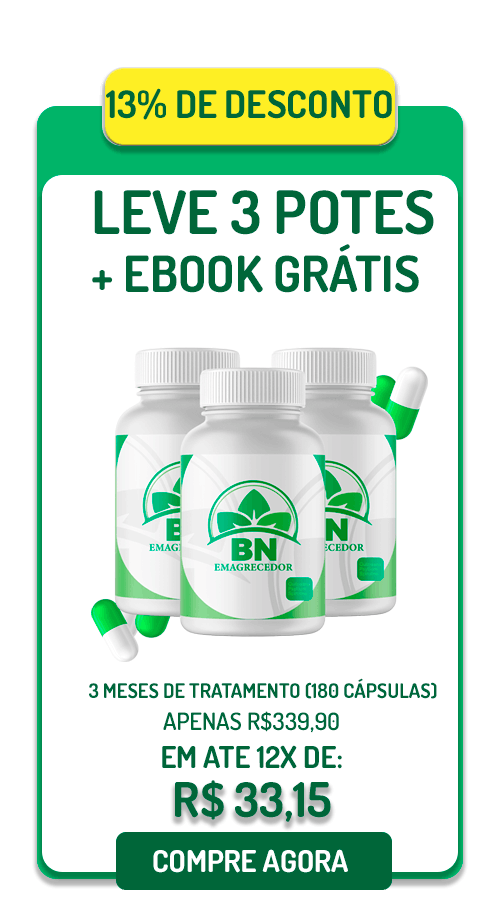 13% DE DESCONTO
LEVE 3 POTES
+ EBOOK GRÁTIS
BN
EMAGRECEDOR
3 MESES DE TRATAMENTO (180 CÁPSULAS)
APENAS R$339,90
EM ATE 12X DE:
R$ 33,15
COMPRE AGORA